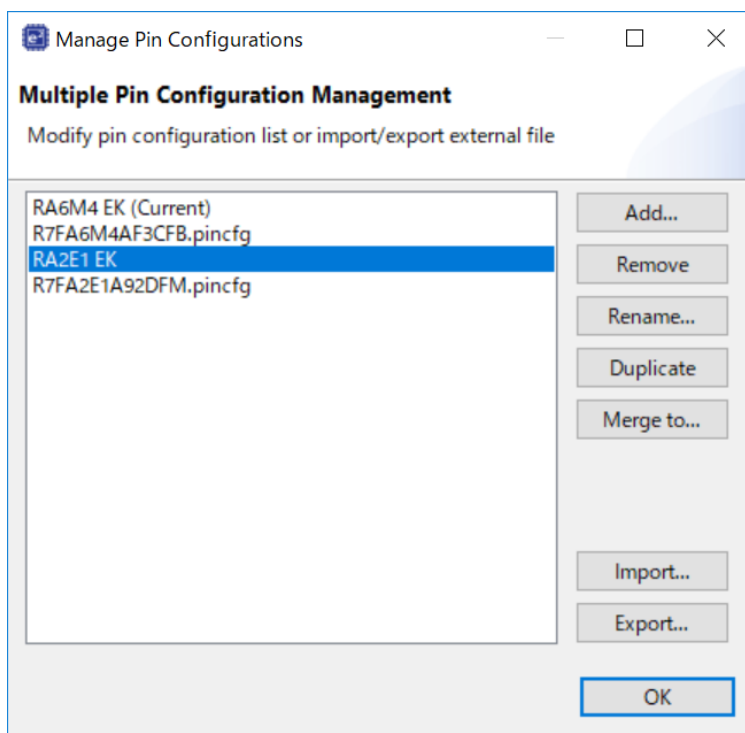 Manage Pin Configurations
Multiple Pin Configuration Management
Modify pin configuration list or import/export external file
RA6M4 EK (Current)
R7FA6M4AF3CFB.pincfg
RA2E1 EK
R7FA2E1A92DFM.pincfg
Add...
Remove
Rename...
Duplicate
Merge to...
Import...
Export...
OK